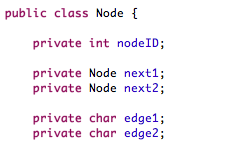 public class Node {
private int nodeID;
private Node next1;
private Node next2;
private char edge1;
private char edge2;